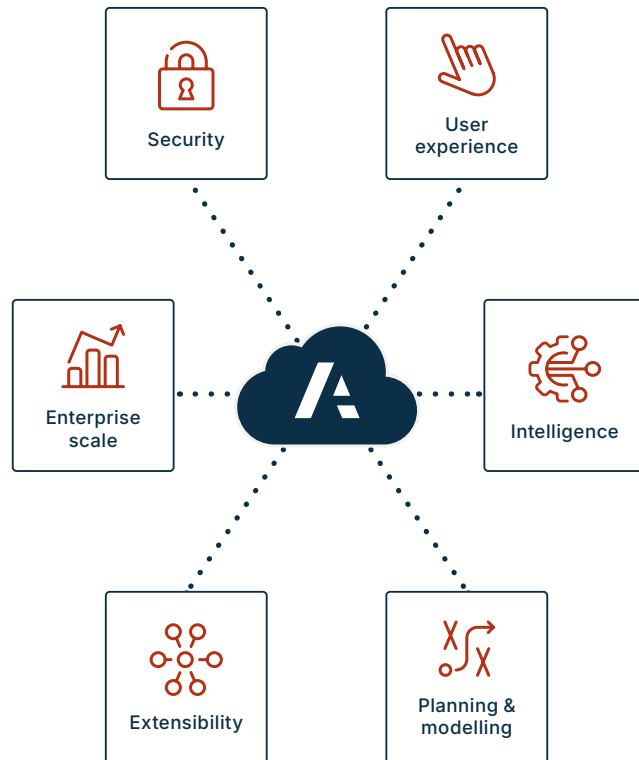 Security
User
experience
Enterprise
scale
Intelligence
Extensibility
Planning &
modelling